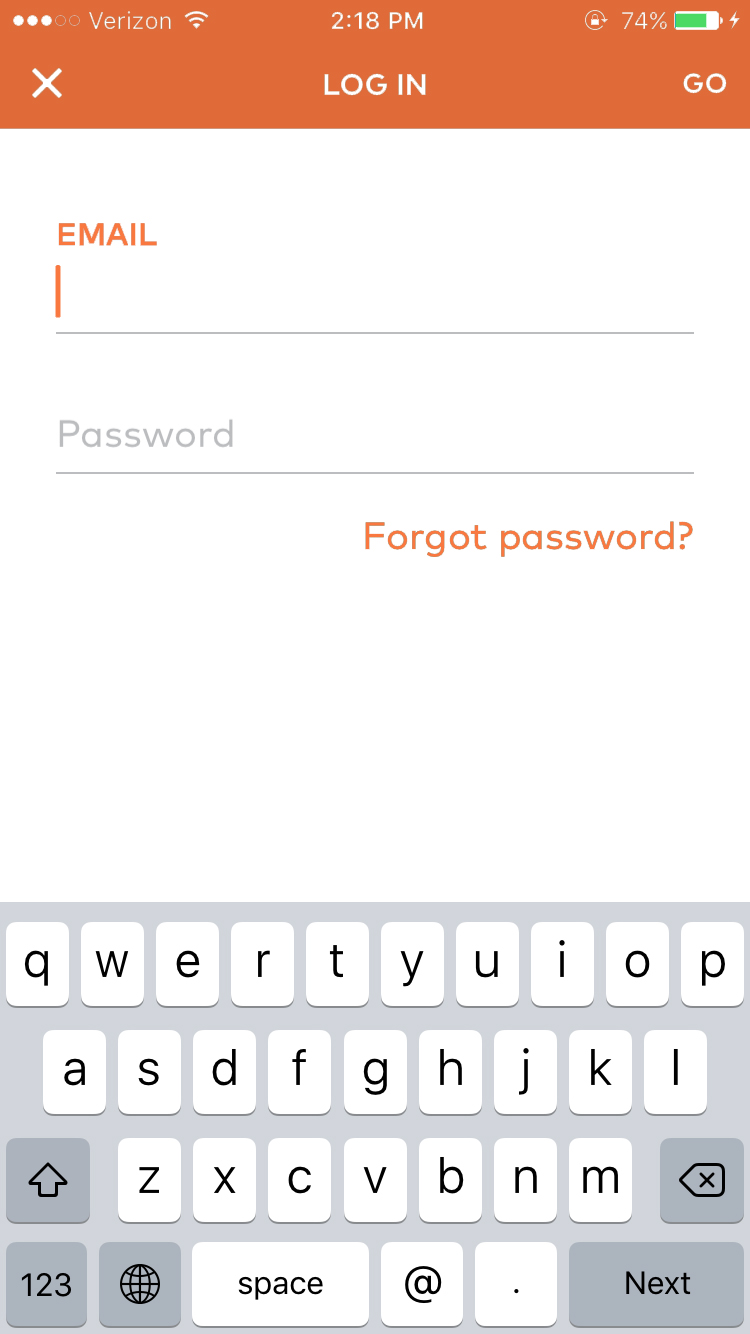 Verizon 2:18 PM 74%
LOG IN GO
EMAIL
Password
Forgot password?
q w e r t y u i o p
a s d f g h j k l
z x c v b n m
123 space @ . Next